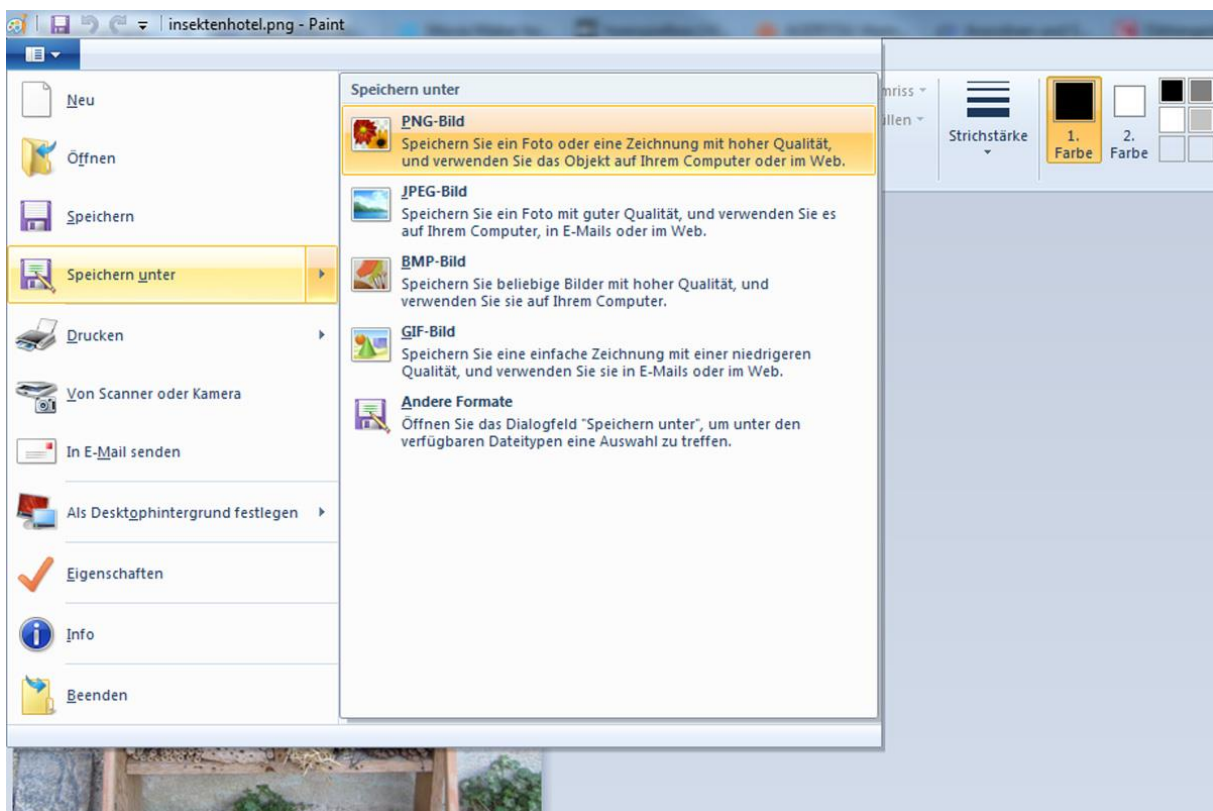 insektenhotel.png - Paint
Neu
Öffnen
Speichern
Speichern unter
Drucken
Von Scanner oder Kamera
In E-Mail senden
Als Desktophintergrund festlegen
Eigenschaften
Info
Beenden
Speichern unter
PNG-Bild
Speichern Sie ein Foto oder eine Zeichnung mit hoher Qualität,
und verwenden Sie das Objekt auf Ihrem Computer oder im Web.
JPEG-Bild
Speichern Sie ein Foto mit guter Qualität, und verwenden Sie es
auf Ihrem Computer, in E-Mails oder im Web.
BMP-Bild
Speichern Sie beliebige Bilder mit hoher Qualität, und
verwenden Sie sie auf Ihrem Computer.
GIF-Bild
Speichern Sie eine einfache Zeichnung mit einer niedrigeren
Qualität, und verwenden Sie sie in E-Mails oder im Web.
Andere Formate
Öffnen Sie das Dialogfeld "Speichern unter", um unter den
verfügbaren Dateitypen eine Auswahl zu treffen.
mriss
üllen
Strichstärke
1.
Farbe
2.
Farbe